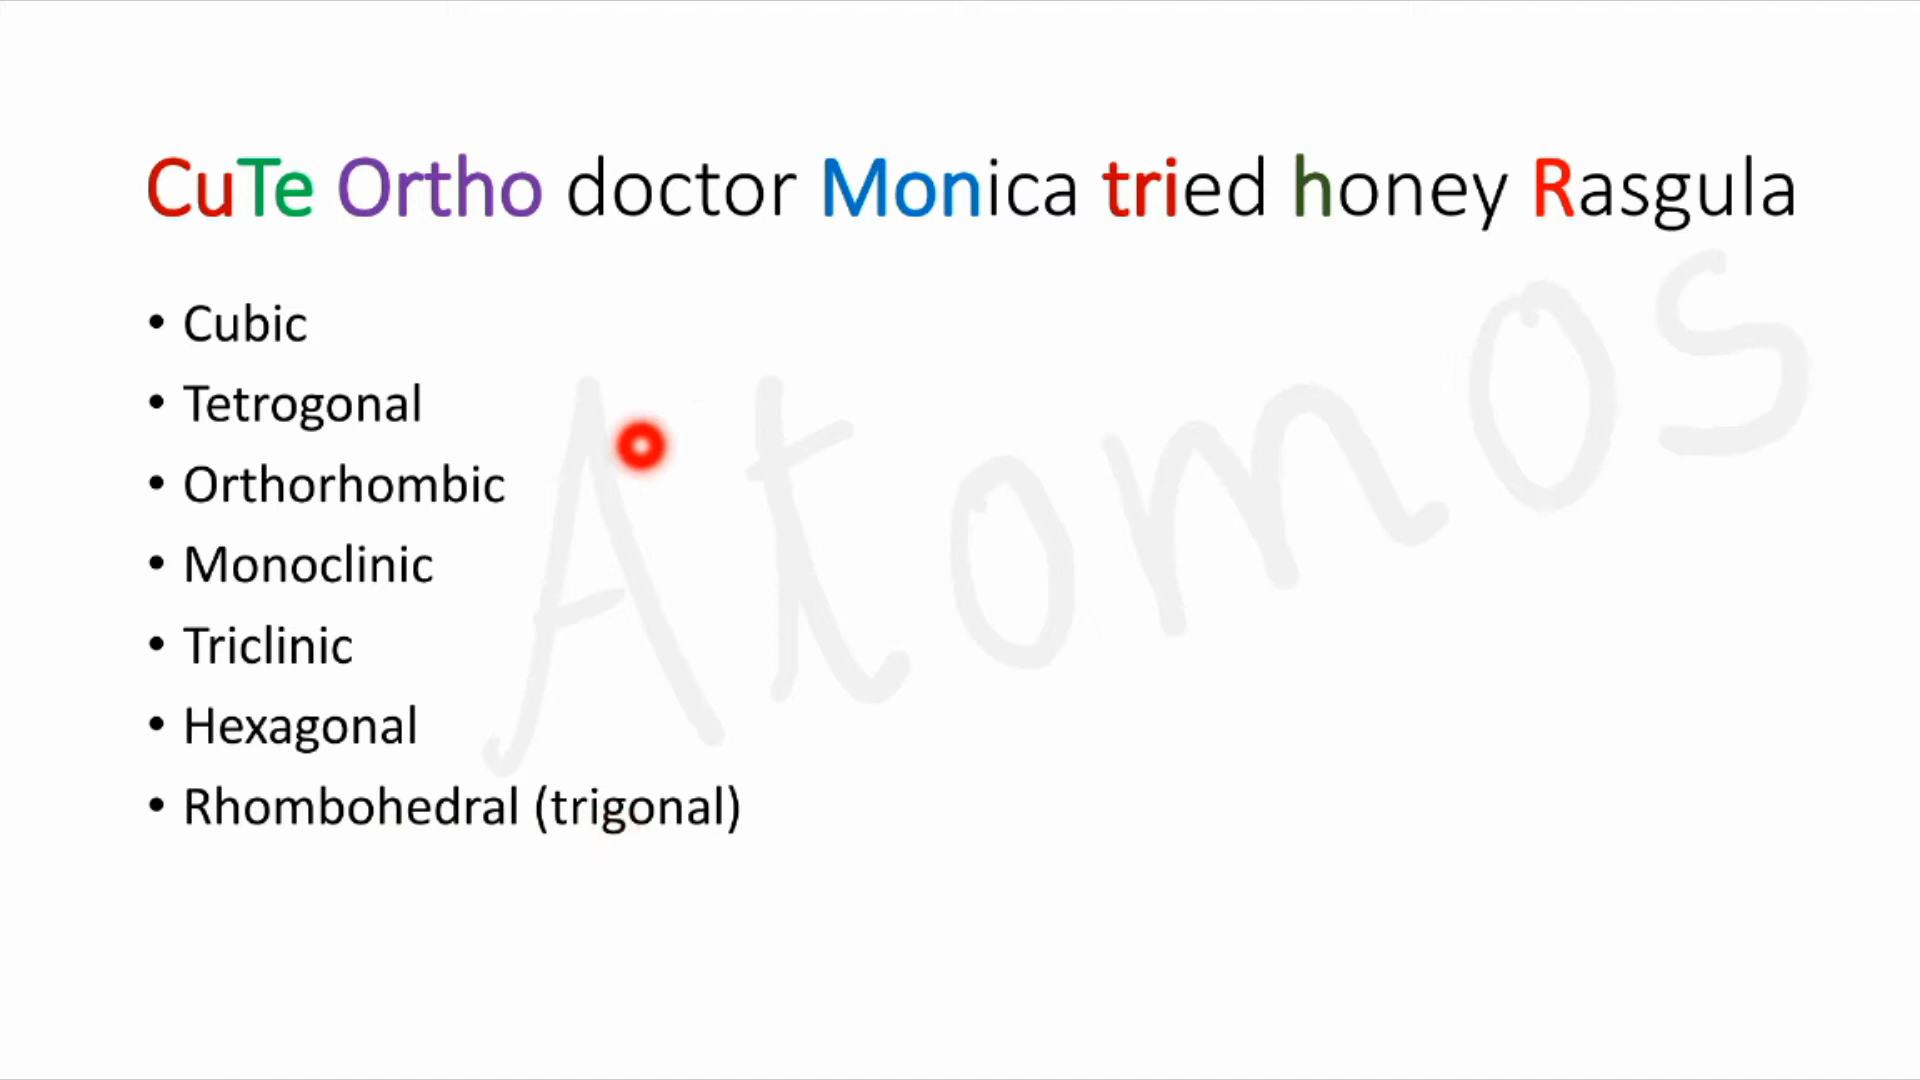 CuTe Ortho doctor Monica tried honey Rasgula
• Cubic
• Tetrogonal
• Orthorhombic
• Monoclinic
• Triclinic
• Hexagonal
• Rhombohedral (trigonal)
Atomos